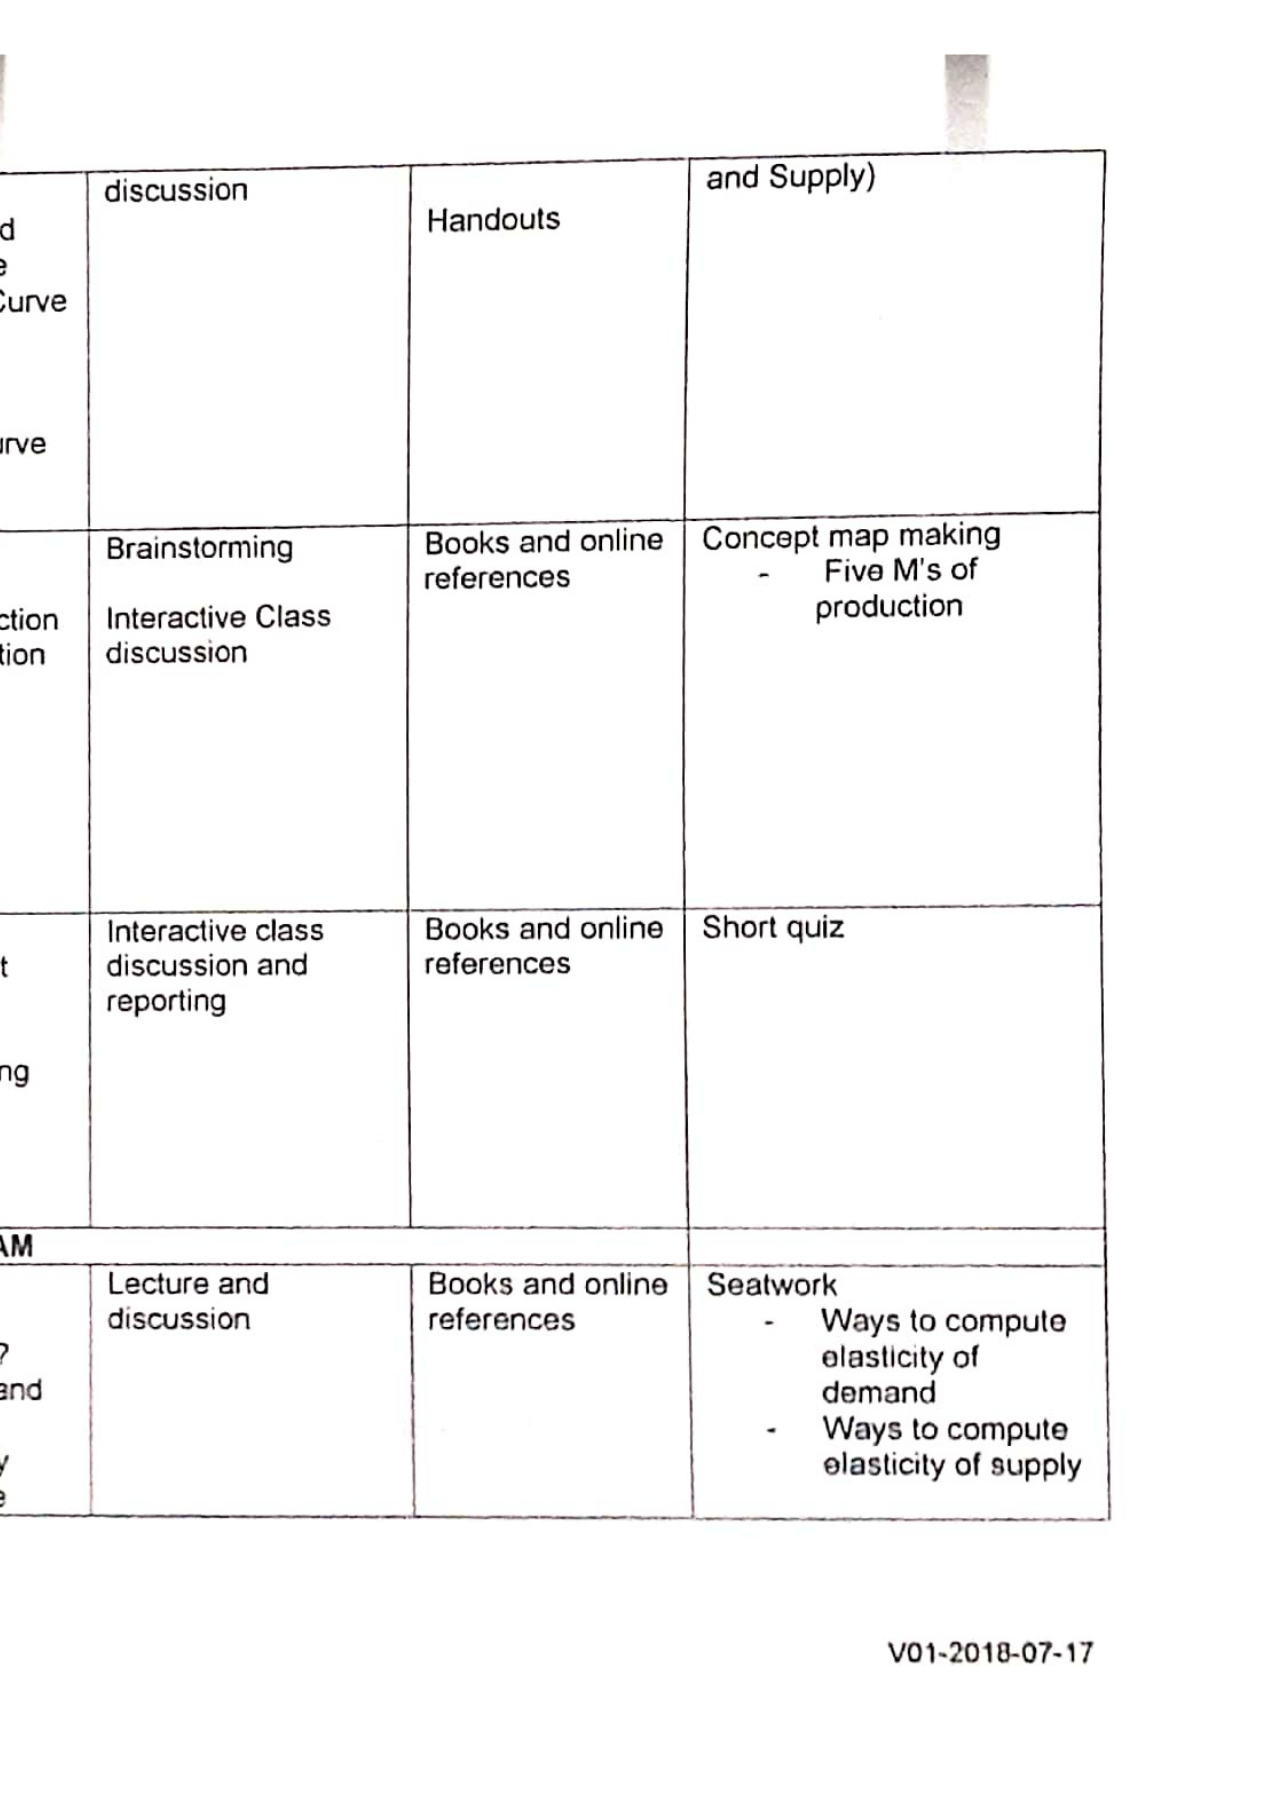 discussion
Handouts
and Supply)
d
e
Curve
urve
Brainstorming
Interactive Class
discussion
Books and online
references
Concept map making
- Five M's of
production
ction
tion
Interactive class
discussion and
reporting
Books and online
references
Short quiz
t
ng
AM
Lecture and
discussion
Books and online
references
Seatwork
- Ways to compute
elasticity of
demand
- Ways to compute
elasticity of supply
?
and
y
e
V01-2018-07-17